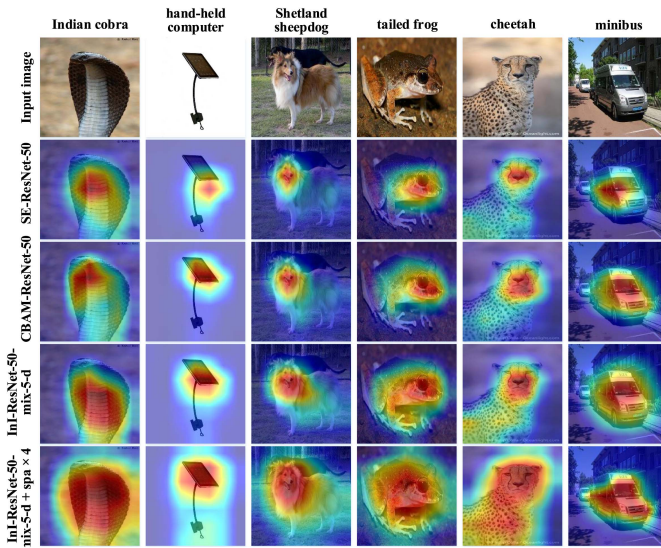 Indian cobra
hand-held
computer
Shetland
sheepdog
tailed frog
cheetah
minibus
Input image
SE-ResNet-50
CBAM-ResNet-50
InI-ResNet-50-
mix-5-d
InI-ResNet-50-
mix-5-d + spa × 4